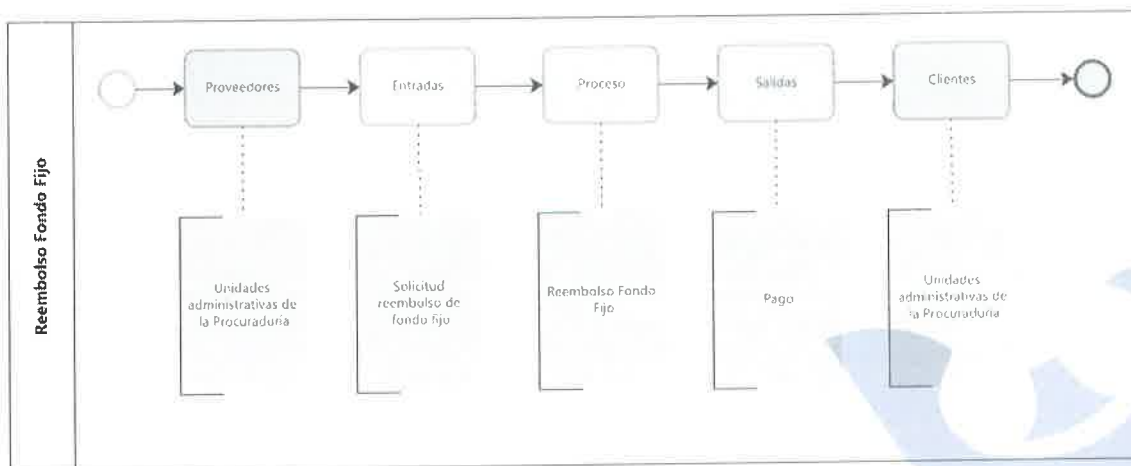 Reembolso Fondo Fijo
Proveedores
Entradas
Proceso
Salidas
Clientes
Unidades
administrativas de
la Procuraduría
Solicitud
reembolso de
fondo fijo
Reembolso Fondo
Fijo
Pago
Unidades
administrativas de
la Procuraduría